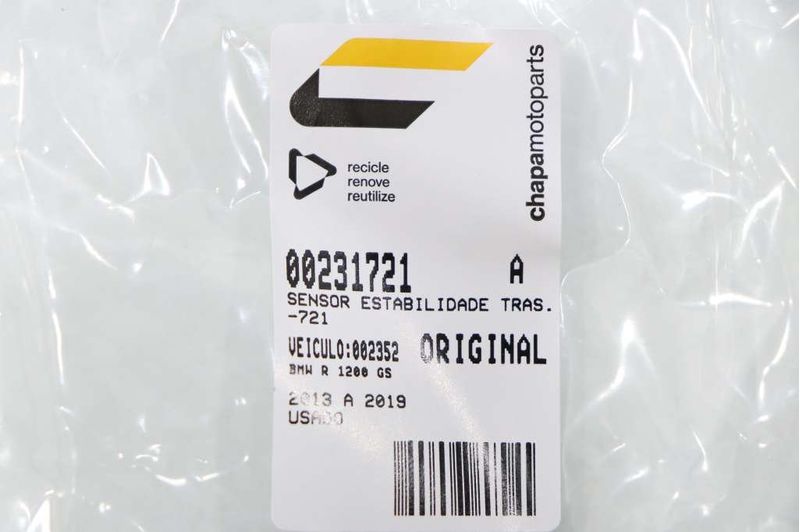 chapamotoparts
recicle
renove
reutilize
00231721 A
SENSOR ESTABILIDADE TRAS.
-721
VEICULO:002352 ORIGINAL
BMW R 1200 GS
2013 A 2019
USADO